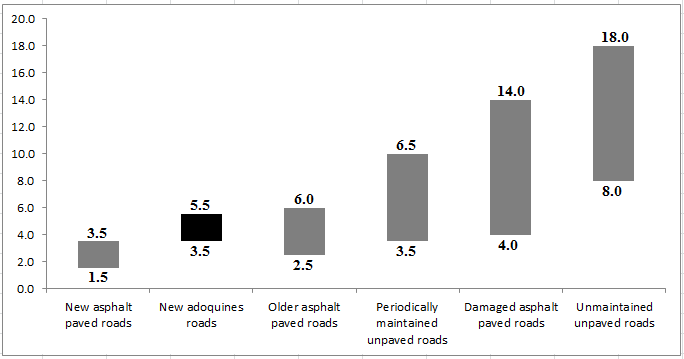 20.0
18.0
16.0
14.0
12.0
10.0
8.0
6.0
4.0
2.0
0.0
3.5
1.5
5.5
3.5
6.0
2.5
6.5
3.5
14.0
4.0
18.0
8.0
New asphalt
paved roads
New adoquines
roads
Older asphalt
paved roads
Periodically
maintained
unpaved roads
Damaged asphalt
paved roads
Unmaintained
unpaved roads